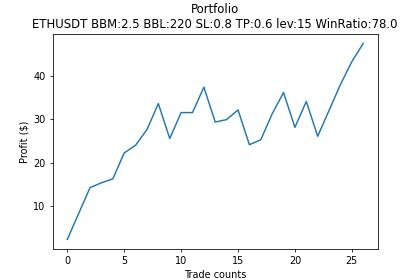 Portfolio
ETHUSDT BBM:2.5 BBL:220 SL:0.8 TP:0.6 lev:15 WinRatio:78.0
Profit ($)
40
30
20
10
0
5
10
15
20
25
Trade counts